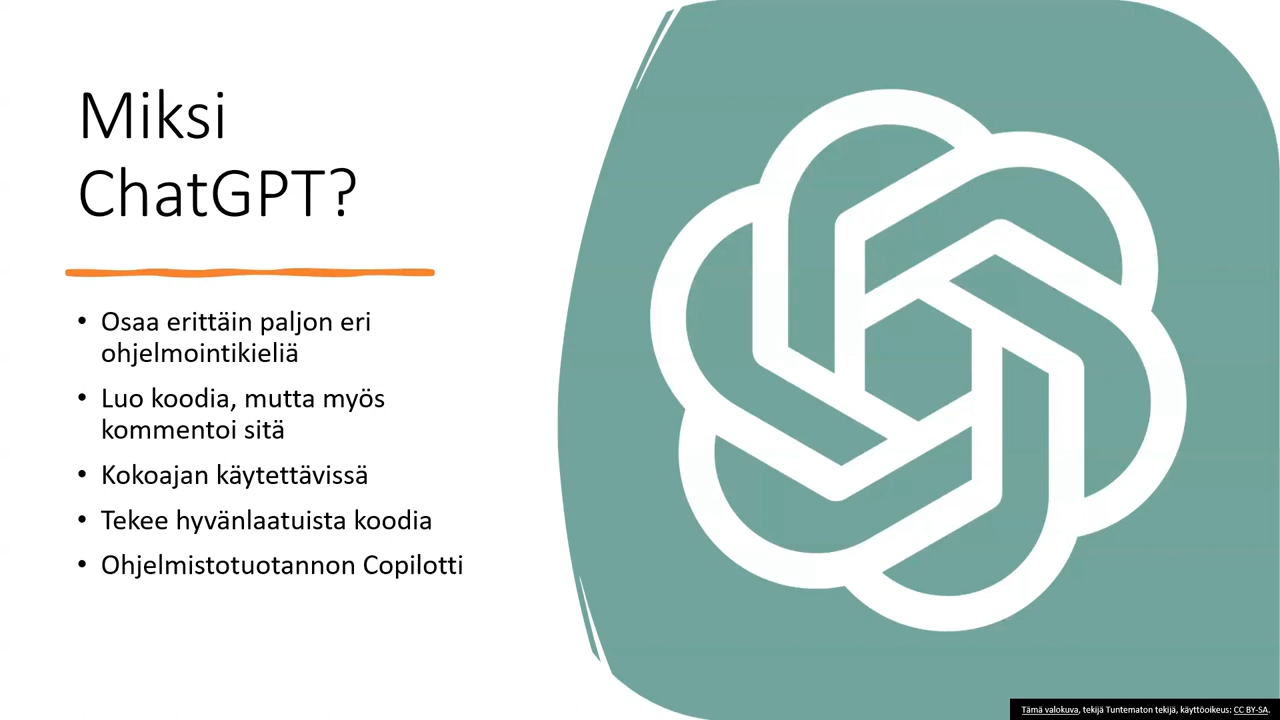 Miksi
ChatGPT?
• Osaa erittäin paljon eri
ohjelmointikieliä
• Luo koodia, mutta myös
kommentoi sitä
• Kokoajan käytettävissä
• Tekee hyvänlaatuista koodia
• Ohjelmistotuotannon Copilotti
Tämä valokuva, tekijä Tuntematon tekijä, käyttöoikeus: CC BY-SA.